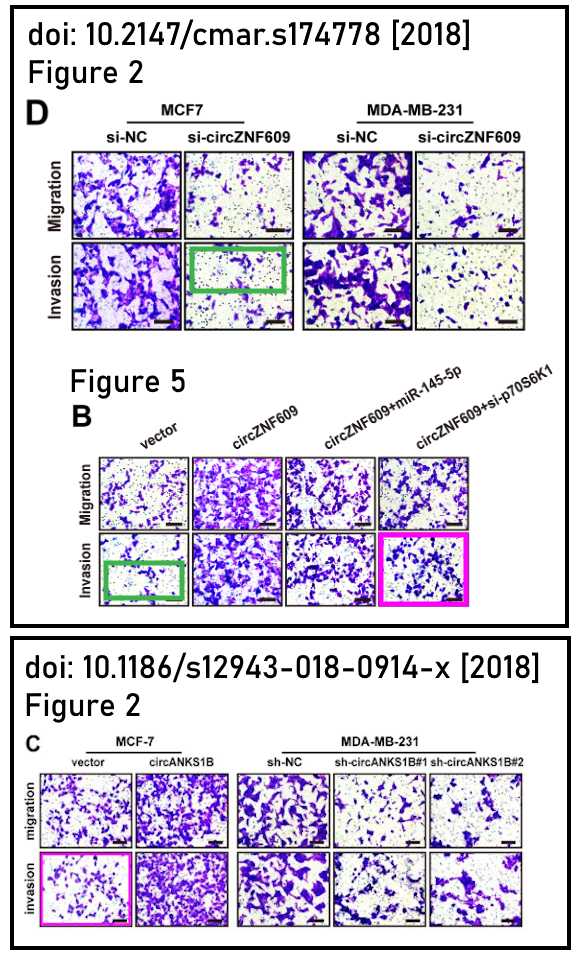 doi: 10.2147/cmar.s174778 [2018]
Figure 2
D
MCF7 MDA-MB-231
si-NC si-circZNF609 si-NC si-circZNF609
Migration
Invasion
Figure 5
B
vector circZNF609 circZNF609+miR-145-5p circZNF609+si-p70S6K1
Migration
Invasion
doi: 10.1186/s12943-018-0914-x [2018]
Figure 2
C
MCF-7 MDA-MB-231
vector circANKS1B sh-NC sh-circANKS1B#1 sh-circANKS1B#2
migration
invasion